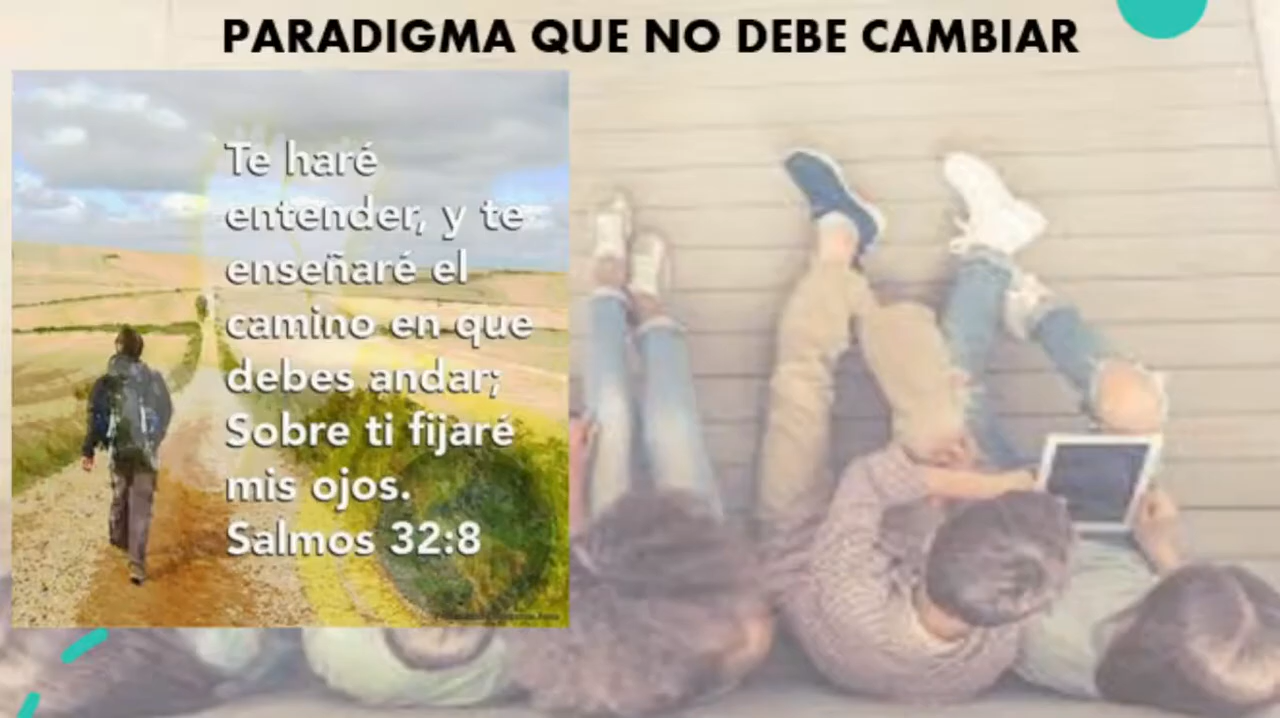 PARADIGMA QUE NO DEBE CAMBIAR
Te haré
entender, y te
enseñaré el
camino en que
debes andar;
Sobre ti fijaré
mis ojos.
Salmos 32:8